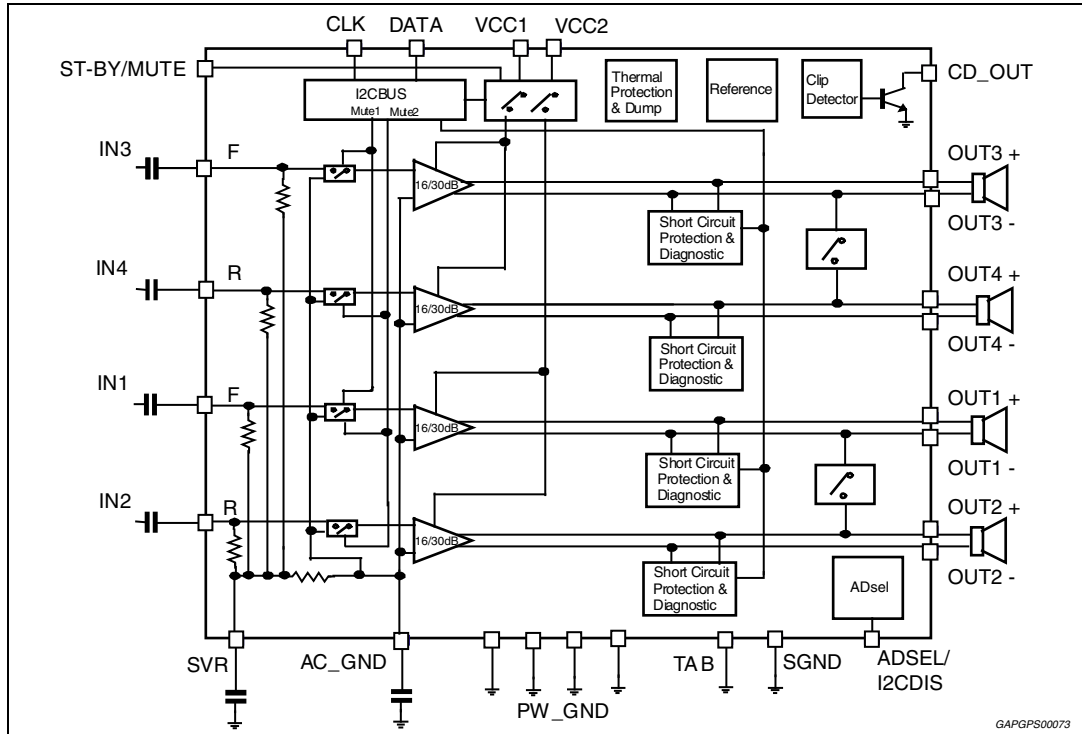 CLK
DATA
VCC1
VCC2
ST-BY/MUTE
I2CBUS
Mute1
Mute2
Thermal
Protection
& Dump
Reference
Clip
Detector
CD_OUT
IN3
F
16/30dB
OUT3 +
OUT3 -
Short Circuit
Protection &
Diagnostic
IN4
R
16/30dB
OUT4 +
OUT4 -
Short Circuit
Protection &
Diagnostic
IN1
F
16/30dB
OUT1 +
OUT1 -
Short Circuit
Protection &
Diagnostic
IN2
R
16/30dB
OUT2 +
OUT2 -
Short Circuit
Protection &
Diagnostic
ADsel
SVR
AC_GND
PW_GND
TAB
SGND
ADSEL/
I2CDIS
GAPGPS00073